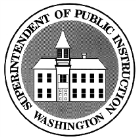 SUPERINTENDENT OF PUBLIC INSTRUCTION
WASHINGTON